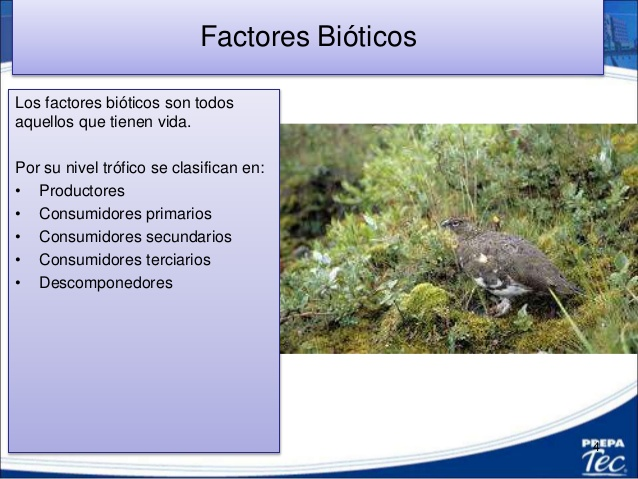 Factores Bióticos
Los factores bióticos son todos
aquellos que tienen vida.
Por su nivel trófico se clasifican en:
• Productores
• Consumidores primarios
• Consumidores secundarios
• Consumidores terciarios
• Descomponedores
4
PREPA
Tec